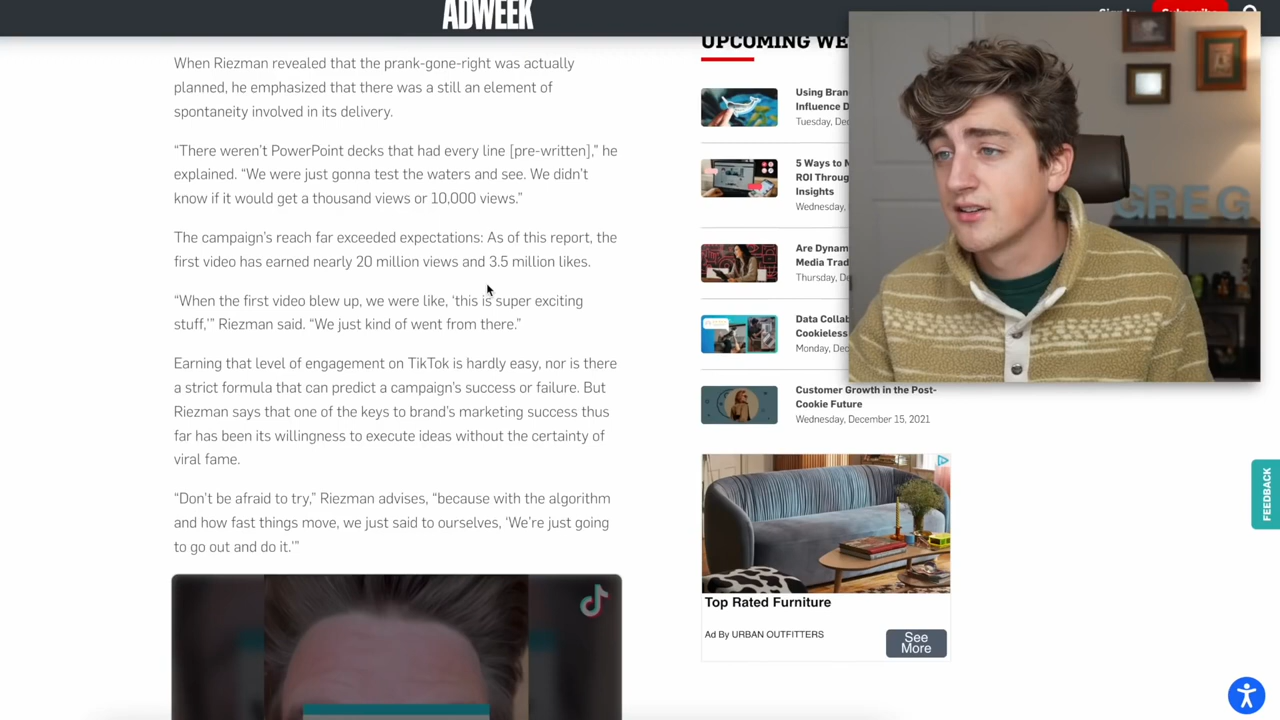 ADWEEK
When Riezman revealed that the prank-gone-right was actually
planned, he emphasized that there was a still an element of
spontaneity involved in its delivery.
“There weren’t PowerPoint decks that had every line [pre-written],” he
explained. “We were just gonna test the waters and see. We didn’t
know if it would get a thousand views or 10,000 views.”
The campaign’s reach far exceeded expectations: As of this report, the
first video has earned nearly 20 million views and 3.5 million likes.
“When the first video blew up, we were like, ‘this is super exciting
stuff,’” Riezman said. “We just kind of went from there.”
Earning that level of engagement on TikTok is hardly easy, nor is there
a strict formula that can predict a campaign’s success or failure. But
Riezman says that one of the keys to brand’s marketing success thus
far has been its willingness to execute ideas without the certainty of
viral fame.
“Don’t be afraid to try,” Riezman advises, “because with the algorithm
and how fast things move, we just said to ourselves, ‘We’re just going
to go out and do it.’”
UPCOMING
Using
Influence
Tuesday,
5 Ways to
ROI
Insights
Wednesday,
Are
Media
Data
Cookieless
Monday,
Customer Growth in the Post-
Cookie Future
Wednesday, December 15, 2021
Top Rated Furniture
Ad By URBAN OUTFITTERS
See
More
GREG
FEEDBACK